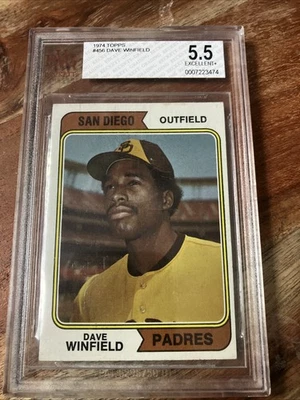 1974 TOPPS
#456 DAVE WINFIELD
5.5
EXCELLENT+
0007223474
SAN DIEGO
OUTFIELD
DAVE
WINFIELD
PADRES